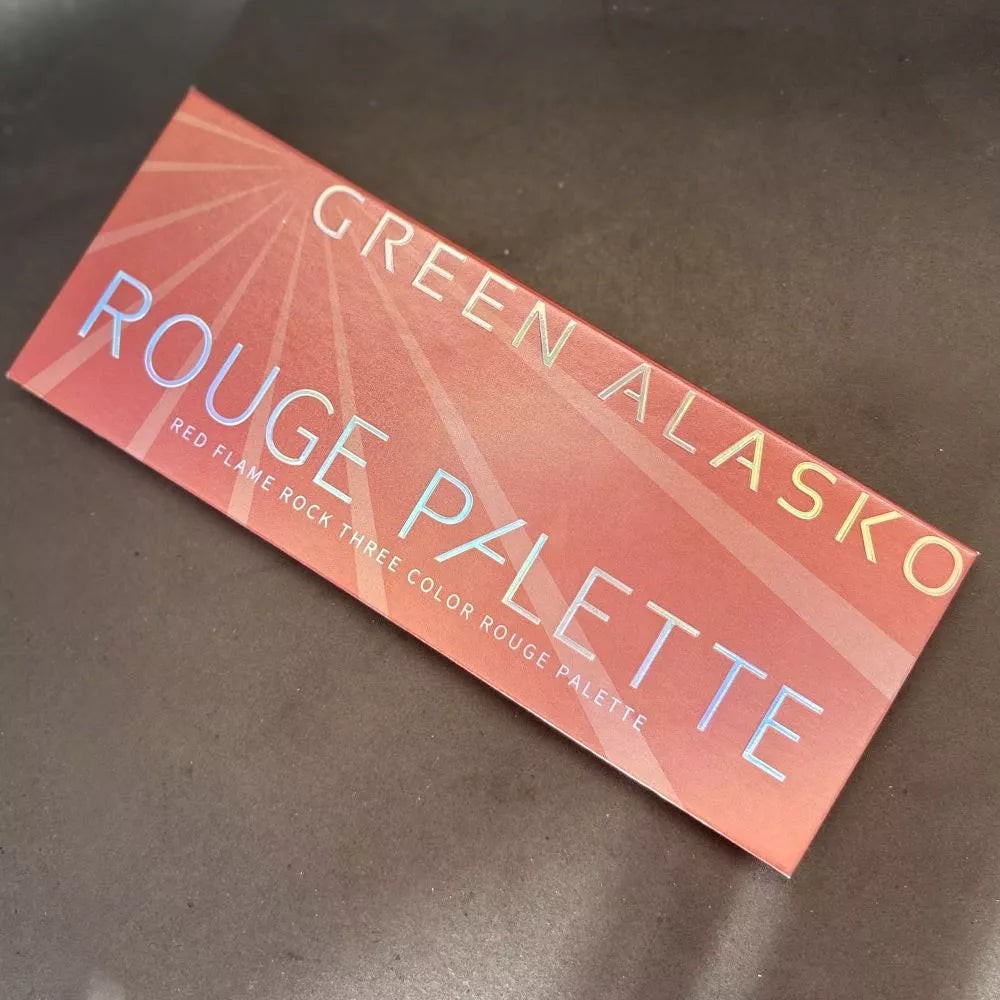 GREEN ALASKO
ROUGE PALETTE
RED FLAME ROCK THREE COLOR ROUGE PALETTE